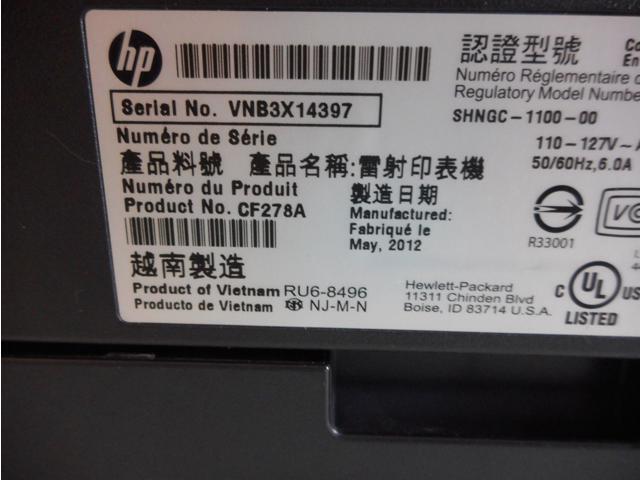 hp
Serial No. VNB3X14397
Numéro de Série
產品料號 產品名稱:雷射印表機
Numéro du Produit
Product No. CF278A
製造日期
Manufactured:
Fabriqué le
May, 2012
越南製造
Product of Vietnam RU6-8496
Producto de Vietnam NJ-M-N
認證型號
Numéro Réglementaire
Regulatory Model Numbe
SHNGC-1100-00
110-127V~
50/60Hz, 6.0A
R33001
Hewlett-Packard
11311 Chinden Blvd
Boise, ID 83714 U.S.A.
C UL US
LISTED